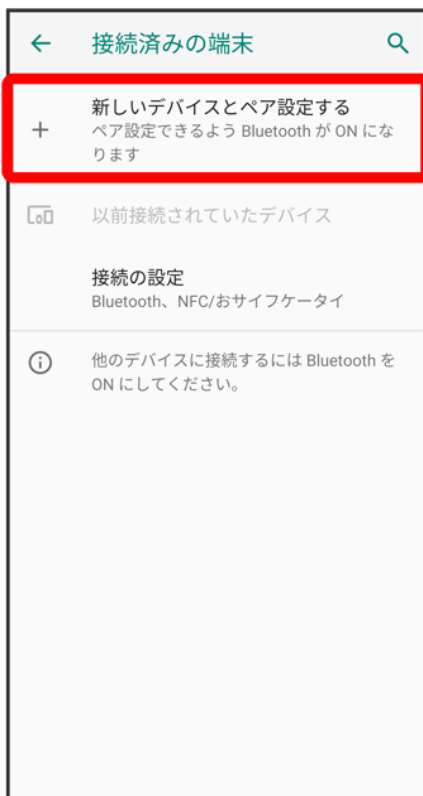 接続済みの端末
新しいデバイスとペア設定する
ペア設定できるよう Bluetooth が ON にな
ります
以前接続されていたデバイス
接続の設定
Bluetooth、NFC/おサイフケータイ
他のデバイスに接続するには Bluetooth を
ON にしてください。